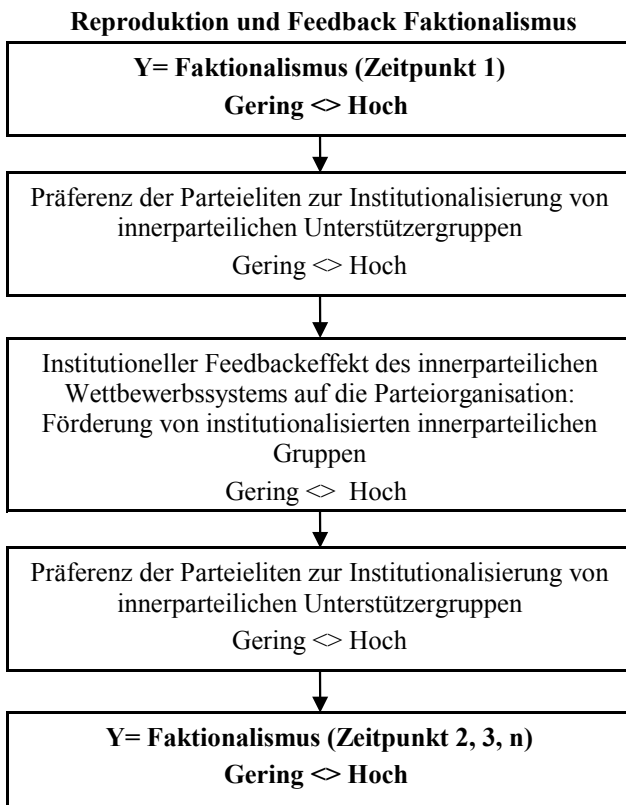 Reproduktion und Feedback Faktionalismus
Y= Faktionalismus (Zeitpunkt 1)
Gering <> Hoch
Präferenz der Parteieliten zur Institutionalisierung von
innerparteilichen Unterstützergruppen
Gering <> Hoch
Institutioneller Feedbackeffekt des innerparteilichen
Wettbewerbssystems auf die Parteiorganisation:
Förderung von institutionalisierten innerparteilichen
Gruppen
Gering <> Hoch
Präferenz der Parteieliten zur Institutionalisierung von
innerparteilichen Unterstützergruppen
Gering <> Hoch
Y= Faktionalismus (Zeitpunkt 2, 3, n)
Gering <> Hoch